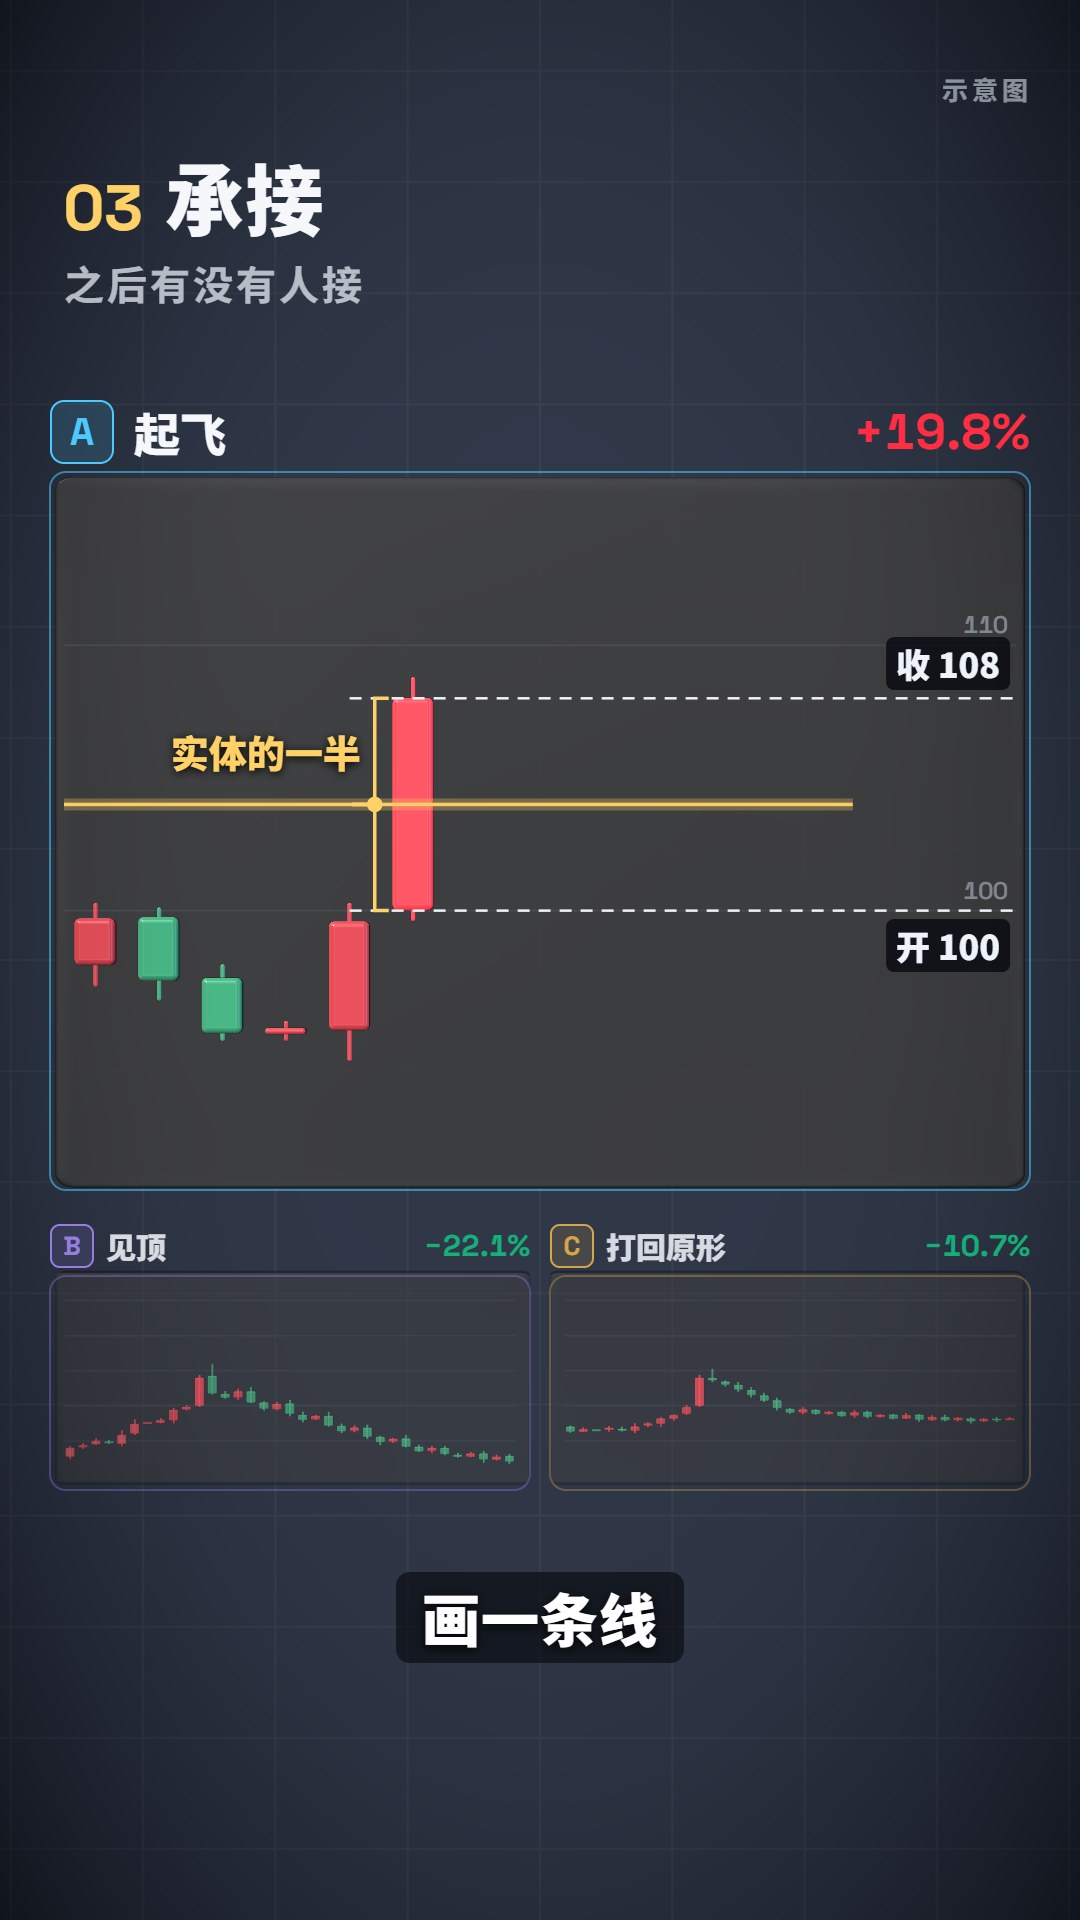 示意图
03 承接
之后有没有人接
A 起飞 +19.8%
110
收 108
实体的一半
100
开 100
B 见顶 -22.1%
C 打回原形 -10.7%
画一条线